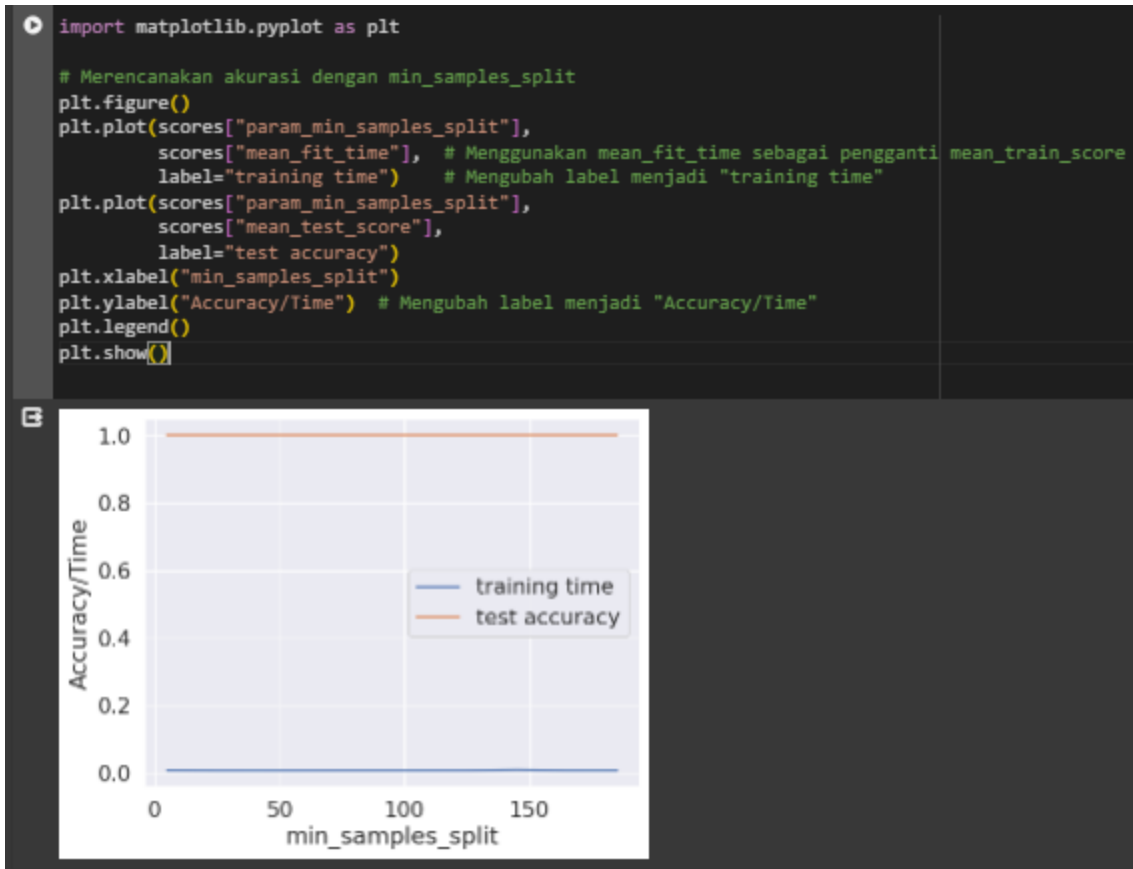 import matplotlib.pyplot as plt
# Merencanakan akurasi dengan min_samples_split
plt.figure()
plt.plot(scores["param_min_samples_split"],
scores["mean_fit_time"],  # Menggunakan mean_fit_time sebagai pengganti mean_train_score
label="training time")   # Mengubah label menjadi "training time"
plt.plot(scores["param_min_samples_split"],
scores["mean_test_score"],
label="test accuracy")
plt.xlabel("min_samples_split")
plt.ylabel("Accuracy/Time")  # Mengubah label menjadi "Accuracy/Time"
plt.legend()
plt.show()
Accuracy/Time
1.0
0.8
0.6
0.4
0.2
0.0
training time
test accuracy
0 50 100 150
min_samples_split